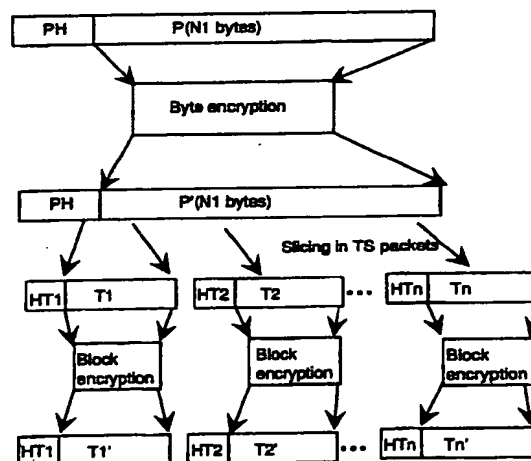 PH P(N1 bytes)
Byte encryption
PH P'(N1 bytes)
Slicing in TS packets
HT1 T1 HT2 T2 ... HTn Tn
Block encryption Block encryption Block encryption
HT1 T1' HT2 T2' ... HTn Tn'